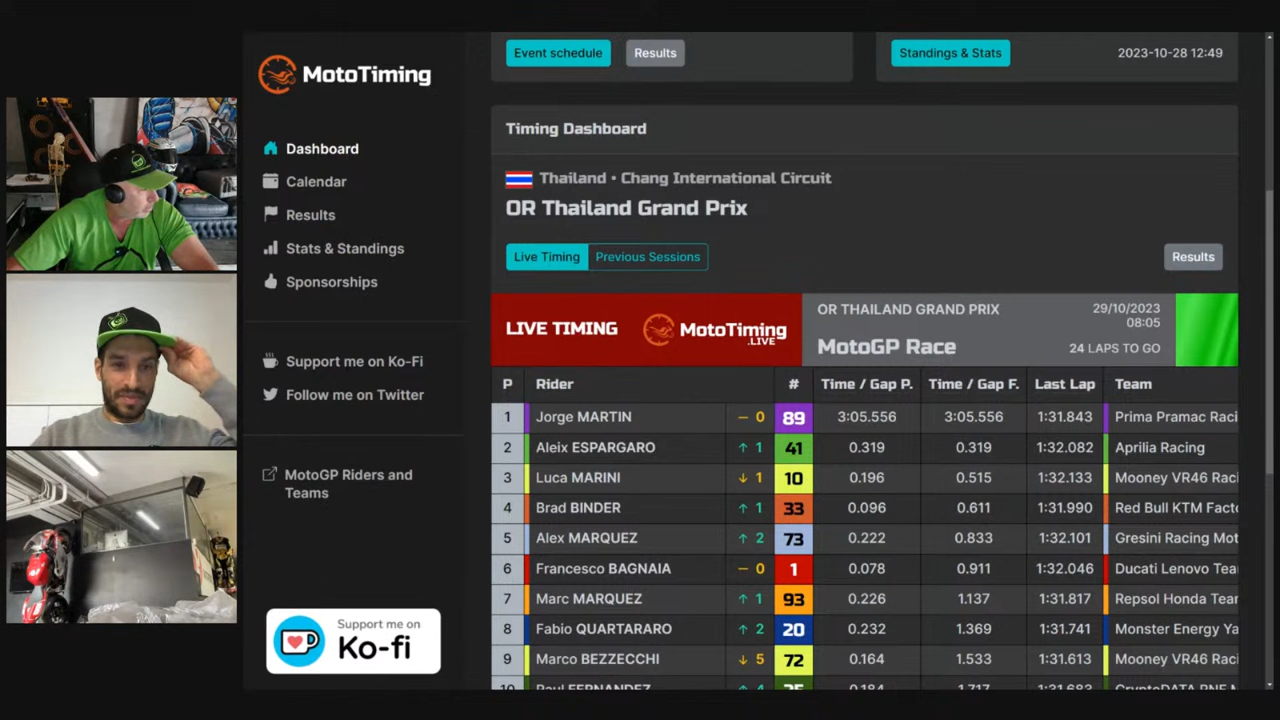 Event schedule
Results
Standings & Stats
2023-10-28 12:49
MotoTiming
Dashboard
Calendar
Results
Stats & Standings
Sponsorships
Support me on Ko-Fi
Follow me on Twitter
MotoGP Riders and
Teams
Support me on
Ko-fi
Timing Dashboard
Thailand • Chang International Circuit
OR Thailand Grand Prix
Live Timing
Previous Sessions
Results
LIVE TIMING
MotoTiming
.LIVE
OR THAILAND GRAND PRIX
29/10/2023
08:05
MotoGP Race
24 LAPS TO GO
P Rider # Time / Gap P. Time / Gap F. Last Lap Team
1 Jorge MARTIN – 0 89 3:05.556 3:05.556 1:31.843 Prima Pramac Raci
2 Aleix ESPARGARO ↑ 1 41 0.319 0.319 1:32.082 Aprilia Racing
3 Luca MARINI ↓ 1 10 0.196 0.515 1:32.133 Mooney VR46 Raci
4 Brad BINDER ↑ 1 33 0.096 0.611 1:31.990 Red Bull KTM Facto
5 Alex MARQUEZ ↑ 2 73 0.222 0.833 1:32.101 Gresini Racing Mot
6 Francesco BAGNAIA – 0 1 0.078 0.911 1:32.046 Ducati Lenovo Tea
7 Marc MARQUEZ ↑ 1 93 0.226 1.137 1:31.817 Repsol Honda Tear
8 Fabio QUARTARARO ↑ 2 20 0.232 1.369 1:31.741 Monster Energy Ya
9 Marco BEZZECCHI ↓ 5 72 0.164 1.533 1:31.613 Mooney VR46 Raci